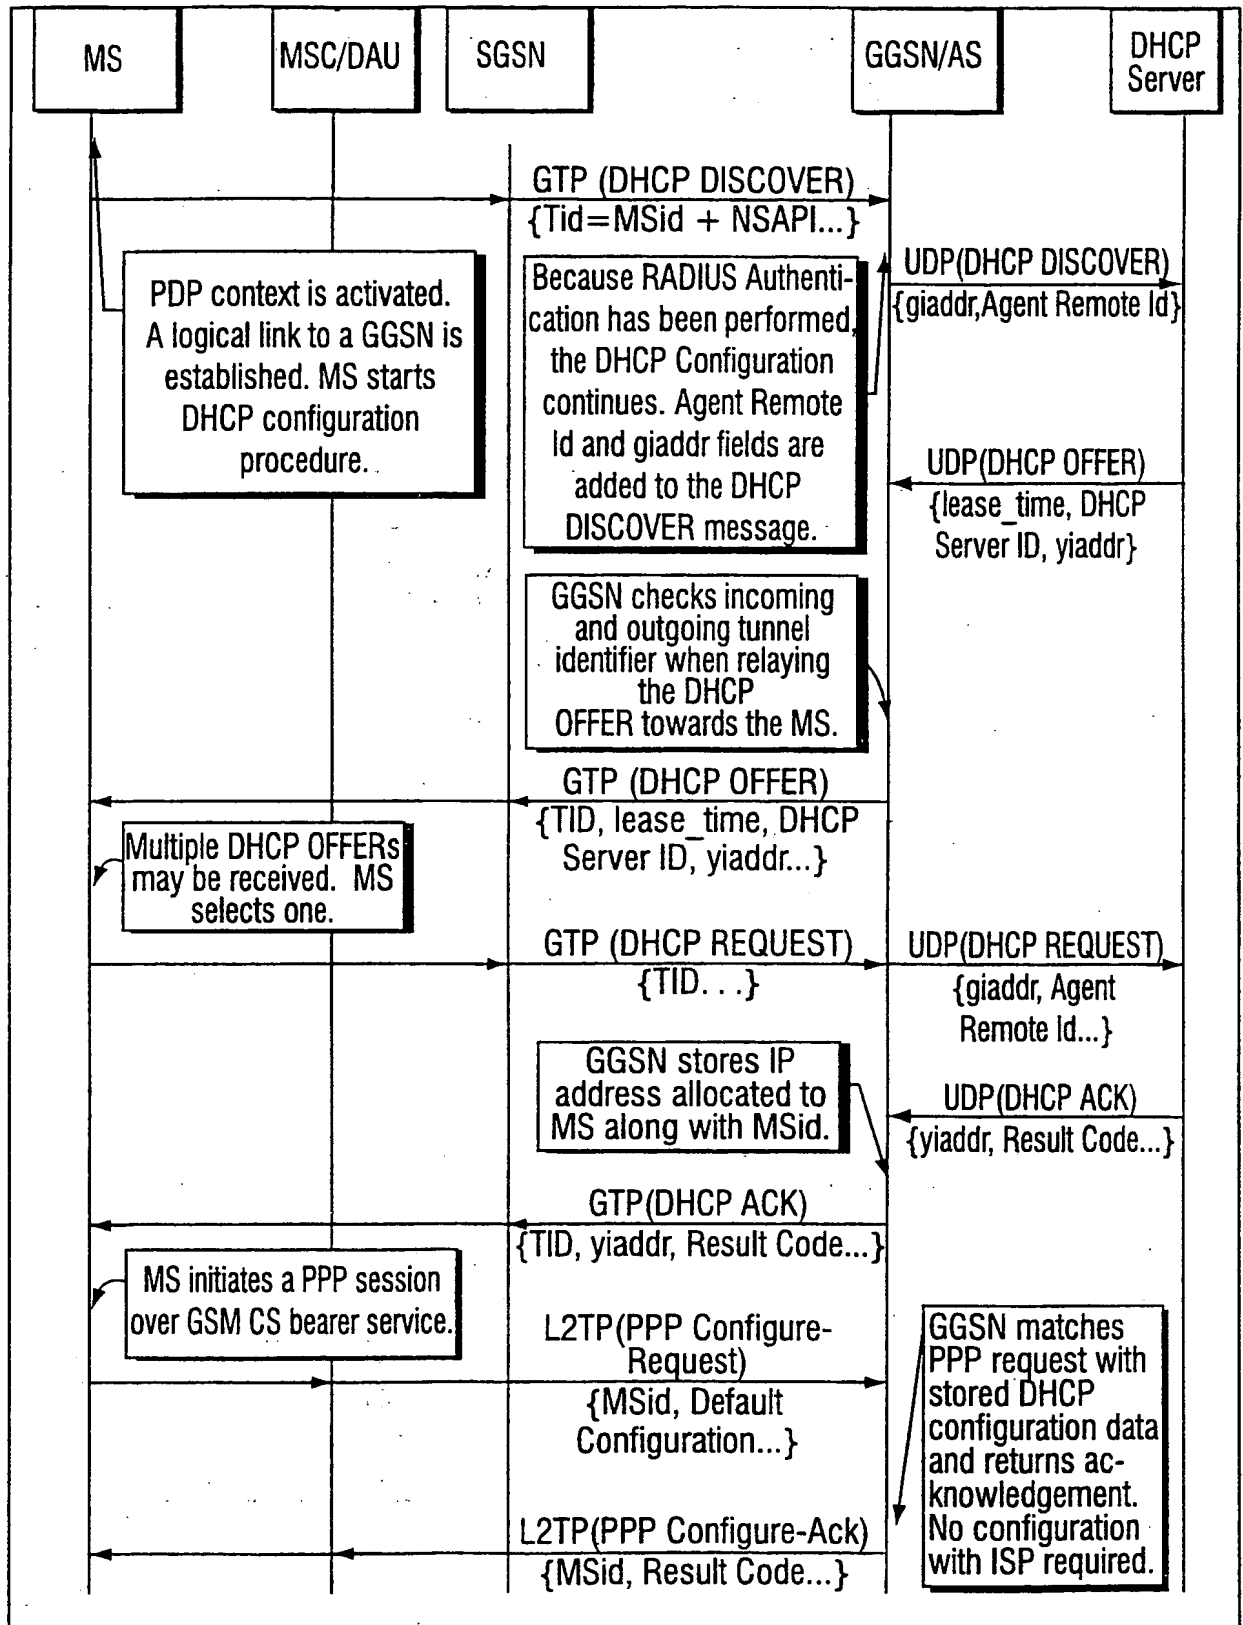 MS
MSC/DAU
SGSN
GGSN/AS
DHCP
Server
GTP (DHCP DISCOVER)
{Tid=MSid + NSAPI...}
PDP context is activated.
A logical link to a GGSN is
established. MS starts
DHCP configuration
procedure.
Because RADIUS Authenti-
cation has been performed,
the DHCP Configuration
continues. Agent Remote
Id and giaddr fields are
added to the DHCP
DISCOVER message.
UDP(DHCP DISCOVER)
{giaddr,Agent Remote Id}
UDP(DHCP OFFER)
{lease_time, DHCP
Server ID, yiaddr}
GGSN checks incoming
and outgoing tunnel
identifier when relaying
the DHCP
OFFER towards the MS.
GTP (DHCP OFFER)
{TID, lease_time, DHCP
Server ID, yiaddr...}
Multiple DHCP OFFERs
may be received. MS
selects one.
GTP (DHCP REQUEST)
{TID. . .}
UDP(DHCP REQUEST)
{giaddr, Agent
Remote Id...}
GGSN stores IP
address allocated to
MS along with MSid.
UDP(DHCP ACK)
{yiaddr, Result Code...}
GTP(DHCP ACK)
{TID, yiaddr, Result Code...}
MS initiates a PPP session
over GSM CS bearer service.
L2TP(PPP Configure-
Request)
{MSid, Default
Configuration...}
GGSN matches
PPP request with
stored DHCP
configuration data
and returns ac-
knowledgement.
No configuration
with ISP required.
L2TP(PPP Configure-Ack)
{MSid, Result Code...}